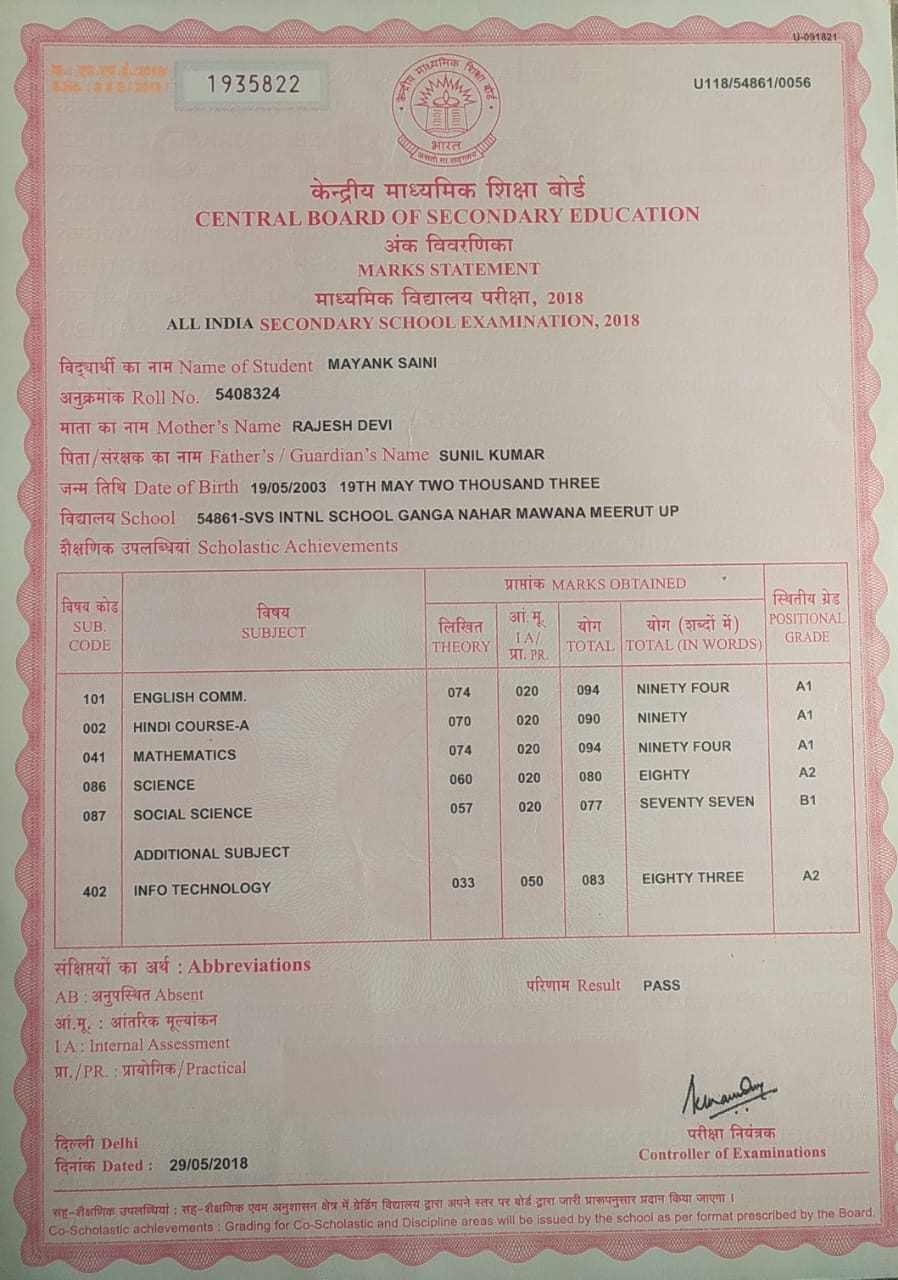 U-091821
1935822
U118/54861/0056
केन्द्रीय माध्यमिक शिक्षा बोर्ड
भारत
असतो मा सद्गमय
केन्द्रीय माध्यमिक शिक्षा बोर्ड
CENTRAL BOARD OF SECONDARY EDUCATION
अंक विवरणिका
MARKS STATEMENT
माध्यमिक विद्यालय परीक्षा, 2018
ALL INDIA SECONDARY SCHOOL EXAMINATION, 2018
विद्यार्थी का नाम Name of Student MAYANK SAINI
अनुक्रमांक Roll No. 5408324
माता का नाम Mother's Name RAJESH DEVI
पिता/संरक्षक का नाम Father's / Guardian's Name SUNIL KUMAR
जन्म तिथि Date of Birth 19/05/2003 19TH MAY TWO THOUSAND THREE
विद्यालय School 54861-SVS INTNL SCHOOL GANGA NAHAR MAWANA MEERUT UP
शैक्षणिक उपलब्धियां Scholastic Achievements
विषय कोड SUB. CODE
विषय SUBJECT
प्राप्तांक MARKS OBTAINED
लिखित THEORY
आं.मू. I A/ प्रा. PR.
योग TOTAL
योग (शब्दों में) TOTAL (IN WORDS)
स्थितीय ग्रेड POSITIONAL GRADE
101 ENGLISH COMM. 074 020 094 NINETY FOUR A1
002 HINDI COURSE-A 070 020 090 NINETY A1
041 MATHEMATICS 074 020 094 NINETY FOUR A1
086 SCIENCE 060 020 080 EIGHTY A2
087 SOCIAL SCIENCE 057 020 077 SEVENTY SEVEN B1
ADDITIONAL SUBJECT
402 INFO TECHNOLOGY 033 050 083 EIGHTY THREE A2
संक्षिप्तियों का अर्थ : Abbreviations
AB : अनुपस्थित Absent
परिणाम Result PASS
आं.मू. : आंतरिक मूल्यांकन
I A : Internal Assessment
प्रा./PR. : प्रायोगिक/Practical
दिल्ली Delhi
दिनांक Dated : 29/05/2018
परीक्षा नियंत्रक
Controller of Examinations
सह-शैक्षणिक उपलब्धियां : सह-शैक्षणिक एवम अनुशासन क्षेत्र में ग्रेडिंग विद्यालय द्वारा अपने स्तर पर बोर्ड द्वारा जारी प्रारूपनुसार प्रदान किया जाएगा ।
Co-Scholastic achievements : Grading for Co-Scholastic and Discipline areas will be issued by the school as per format prescribed by the Board.